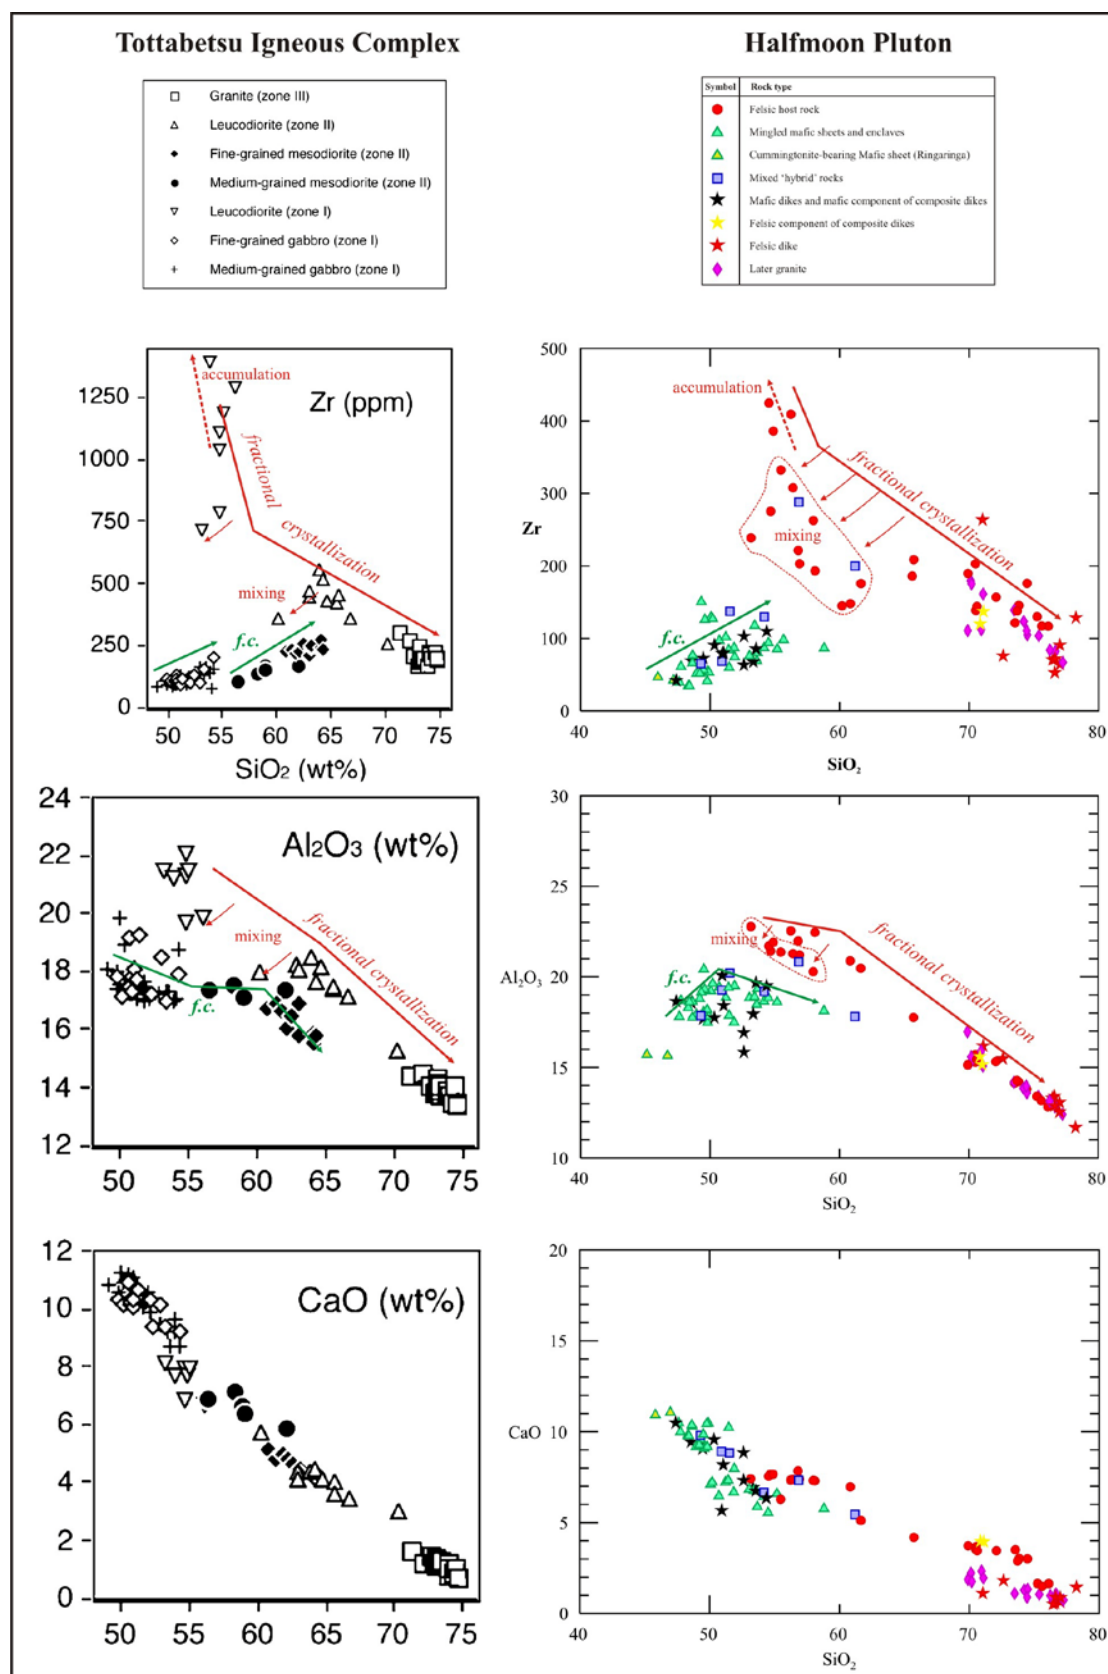 Tottabetsu Igneous Complex
Granite (zone III)
Leucodiorite (zone II)
Fine-grained mesodiorite (zone II)
Medium-grained mesodiorite (zone II)
Leucodiorite (zone I)
Fine-grained gabbro (zone I)
Medium-grained gabbro (zone I)
Halfmoon Pluton
Symbol Rock type
Felsic host rock
Mingled mafic sheets and enclaves
Cummingtonite-bearing Mafic sheet (Ringaringa)
Mixed 'hybrid' rocks
Mafic dikes and mafic component of composite dikes
Felsic component of composite dikes
Felsic dike
Later granite
Zr (ppm)
accumulation
fractional
crystallization
mixing
f.c.
1250
1000
750
500
250
0
50 55 60 65 70 75
SiO2 (wt%)
500
400
300
200
100
0
Zr
accumulation
fractional crystallization
mixing
f.c.
40 50 60 70 80
SiO2
24
22
20
18
16
14
12
Al2O3 (wt%)
mixing
fractional crystallization
f.c.
50 55 60 65 70 75
30
25
20
15
10
Al2O3
mixing
f.c.
fractional crystallization
40 50 60 70 80
SiO2
12
10
8
6
4
2
0
CaO (wt%)
50 55 60 65 70 75
20
15
10
5
0
CaO
40 50 60 70 80
SiO2